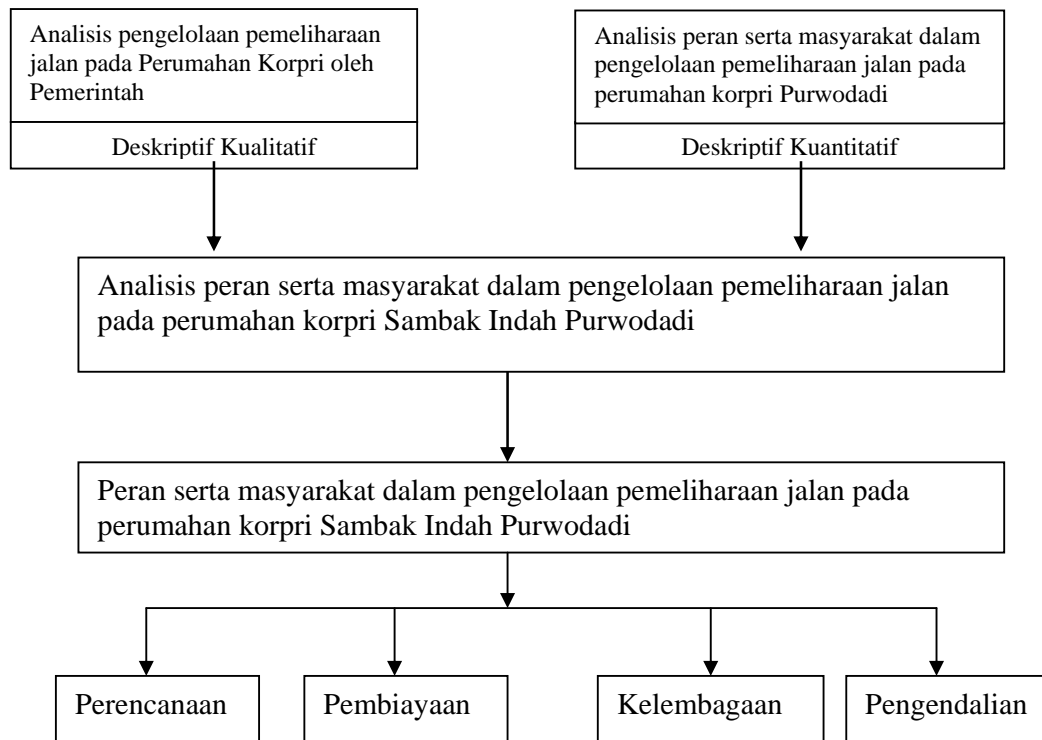 Analisis pengelolaan pemeliharaan
jalan pada Perumahan Korpri oleh
Pemerintah
Deskriptif Kualitatif
Analisis peran serta masyarakat dalam
pengelolaan pemeliharaan jalan pada
perumahan korpri Purwodadi
Deskriptif Kuantitatif
Analisis peran serta masyarakat dalam pengelolaan pemeliharaan jalan
pada perumahan korpri Sambak Indah Purwodadi
Peran serta masyarakat dalam pengelolaan pemeliharaan jalan pada
perumahan korpri Sambak Indah Purwodadi
Perencanaan
Pembiayaan
Kelembagaan
Pengendalian